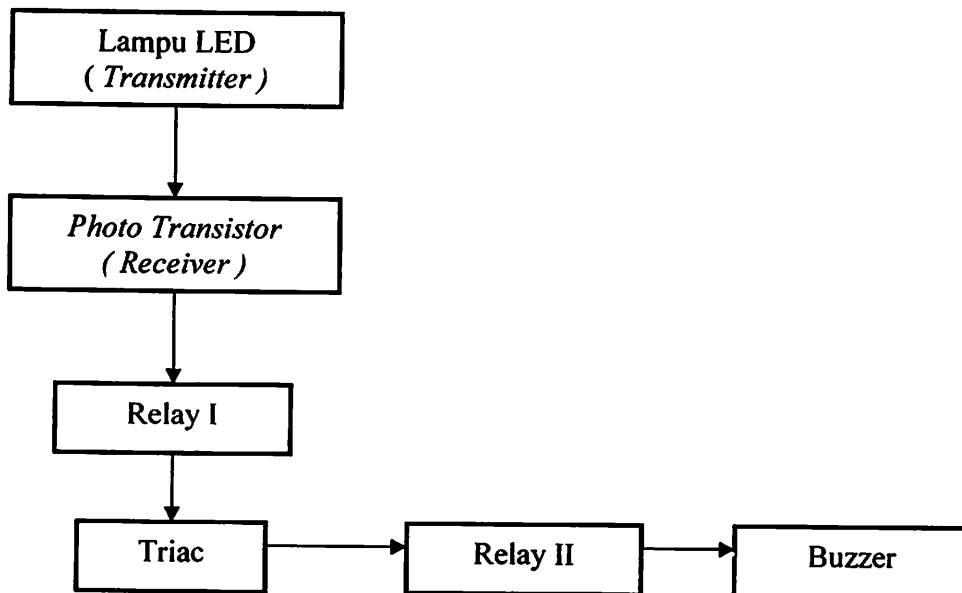 Lampu LED
( Transmitter )
Photo Transistor
( Receiver )
Relay I
Triac
Relay II
Buzzer